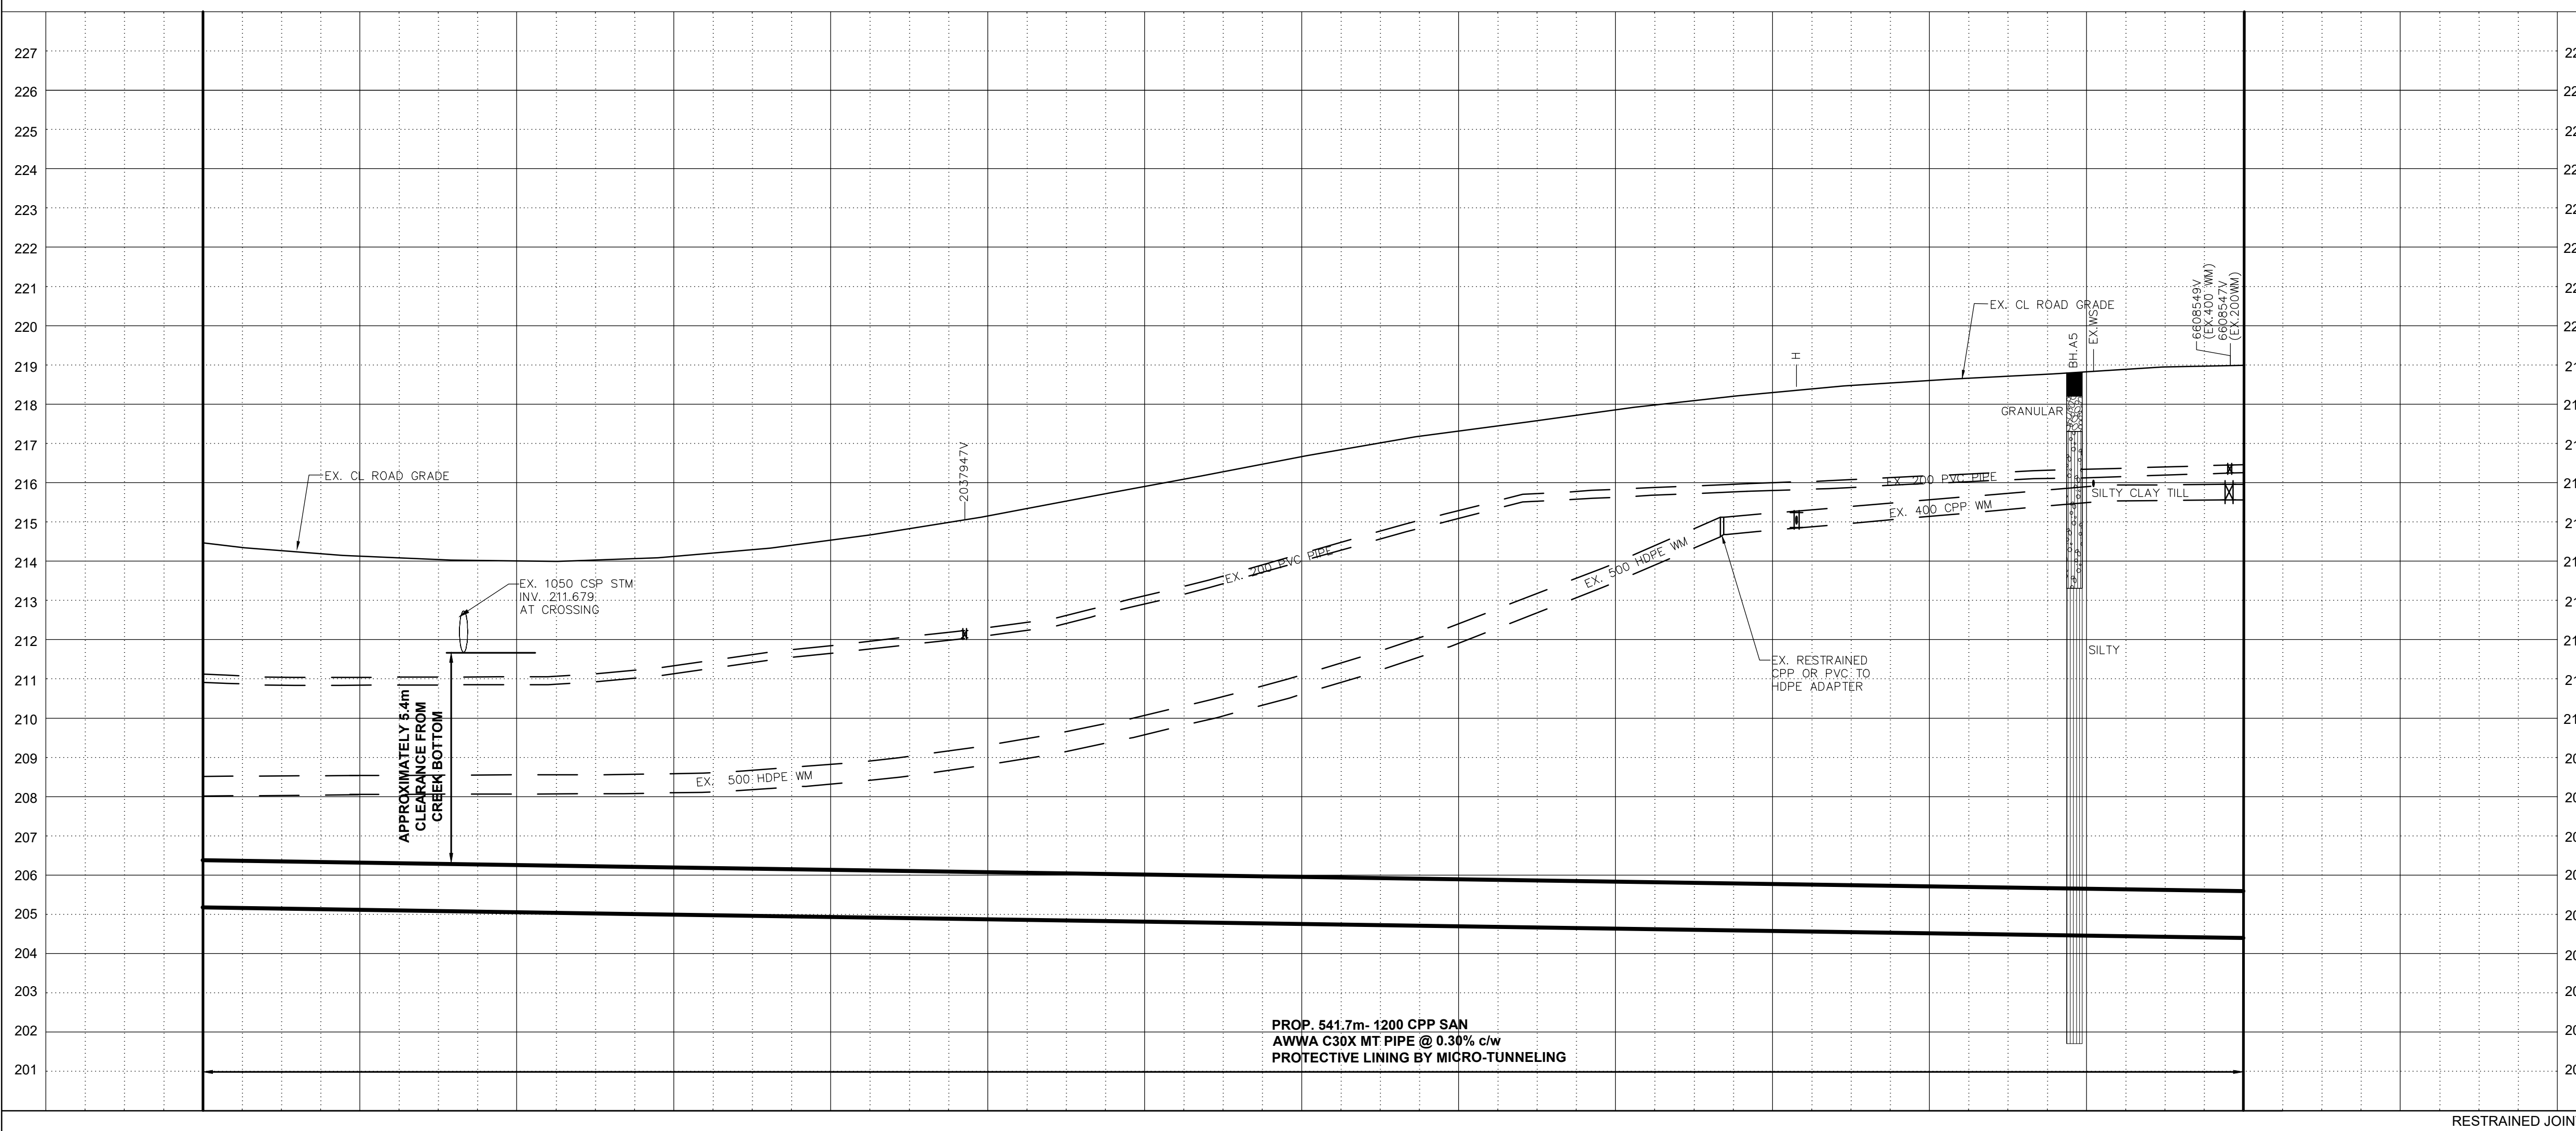 227
226
225
224
223
222
221
220
219
218
217
216
215
214
213
212
211
210
209
208
207
206
205
204
203
202
201
EX. CL ROAD GRADE
EX. 1050 CSP STM
INV. 211.679
AT CROSSING
APPROXIMATELY 5.4m
CLEARANCE FROM
CREEK BOTTOM
EX. 500 HDPE WM
2037947V
EX. 200 PVC PIPE
EX. 500 HDPE WM
EX. RESTRAINED
CPP OR PVC TO
HDPE ADAPTER
H
EX. 200 PVC PIPE
EX. 400 CPP WM
EX. CL ROAD GRADE
GRANULAR
BH.A5
EX.WS
SILTY CLAY TILL
SILTY
6608549V
(EX.400 WM)
6608547V
(EX.200WM)
PROP. 541.7m- 1200 CPP SAN
AWWA C30X MT PIPE @ 0.30% c/w
PROTECTIVE LINING BY MICRO-TUNNELING
RESTRAINED JOIN